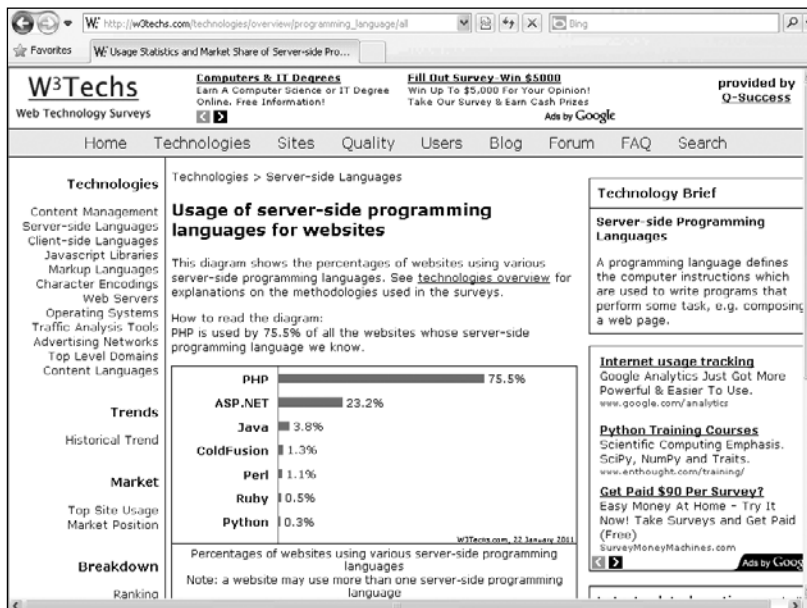 http://w3techs.com/technologies/overview/programming_language/all
Bing
Favorites
W³ Usage Statistics and Market Share of Server-side Pro...
W³Techs
Web Technology Surveys
Computers & IT Degrees
Earn A Computer Science or IT Degree
Online. Free Information!
Fill Out Survey-Win $5000
Win Up To $5,000 For Your Opinion!
Take Our Survey & Earn Cash Prizes
Ads by Google
provided by
Q-Success
Home Technologies Sites Quality Users Blog Forum FAQ Search
Technologies
Content Management
Server-side Languages
Client-side Languages
Javascript Libraries
Markup Languages
Character Encodings
Web Servers
Operating Systems
Traffic Analysis Tools
Advertising Networks
Top Level Domains
Content Languages
Trends
Historical Trend
Market
Top Site Usage
Market Position
Breakdown
Ranking
Technologies > Server-side Languages
Usage of server-side programming
languages for websites
This diagram shows the percentages of websites using various
server-side programming languages. See technologies overview for
explanations on the methodologies used in the surveys.
How to read the diagram:
PHP is used by 75.5% of all the websites whose server-side
programming language we know.
PHP 75.5%
ASP.NET 23.2%
Java 3.8%
ColdFusion 1.3%
Perl 1.1%
Ruby 0.5%
Python 0.3%
W3Techs.com, 22 January 2011
Percentages of websites using various server-side programming
languages
Note: a website may use more than one server-side programming
language
Technology Brief
Server-side Programming
Languages
A programming language defines
the computer instructions which
are used to write programs that
perform some task, e.g. composing
a web page.
Internet usage tracking
Google Analytics Just Got More
Powerful & Easier To Use.
www.google.com/analytics
Python Training Courses
Scientific Computing Emphasis.
SciPy, NumPy and Traits.
www.enthought.com/training/
Get Paid $90 Per Survey?
Easy Money At Home - Try It
Now! Take Surveys and Get Paid
(Free)
SurveyMoneyMachines.com
Ads by Goog